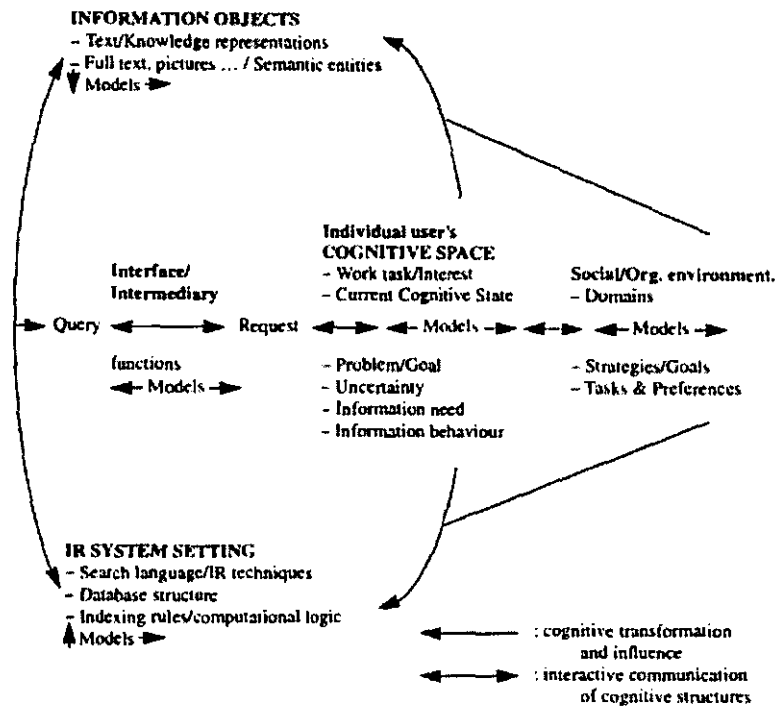 INFORMATION OBJECTS
– Text/Knowledge representations
– Full text, pictures ... / Semantic entities
Models
Individual user's
COGNITIVE SPACE
– Work task/Interest
– Current Cognitive State
Interface/
Intermediary
Social/Org. environment.
– Domains
Query
Request
Models
Models
functions
Models
– Problem/Goal
– Uncertainty
– Information need
– Information behaviour
– Strategies/Goals
– Tasks & Preferences
IR SYSTEM SETTING
– Search language/IR techniques
– Database structure
– Indexing rules/computational logic
Models
: cognitive transformation
and influence
: interactive communication
of cognitive structures